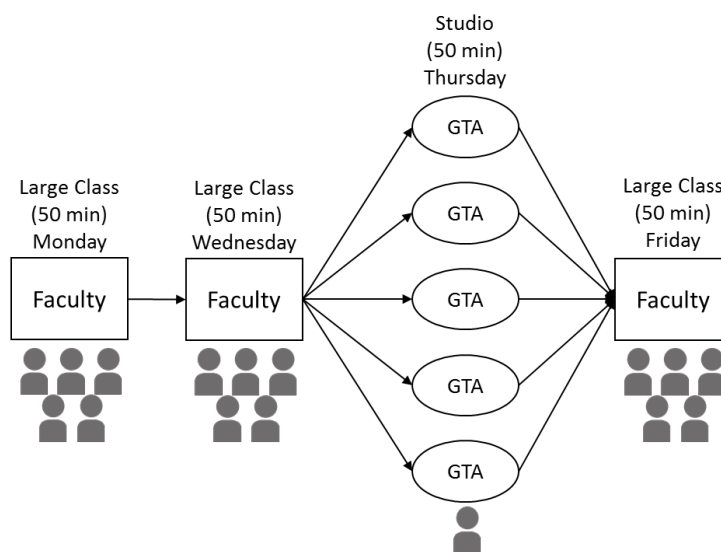 Large Class
(50 min)
Monday
Faculty
Large Class
(50 min)
Wednesday
Faculty
Studio
(50 min)
Thursday
GTA
GTA
GTA
GTA
GTA
Large Class
(50 min)
Friday
Faculty